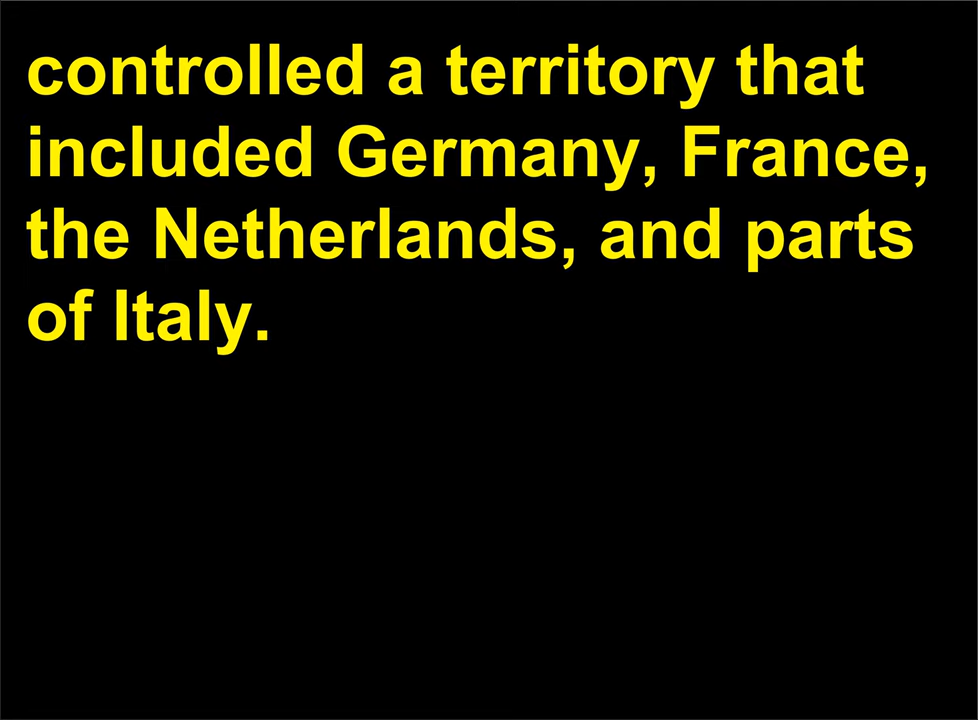 controlled a territory that
included Germany, France,
the Netherlands, and parts
of Italy.